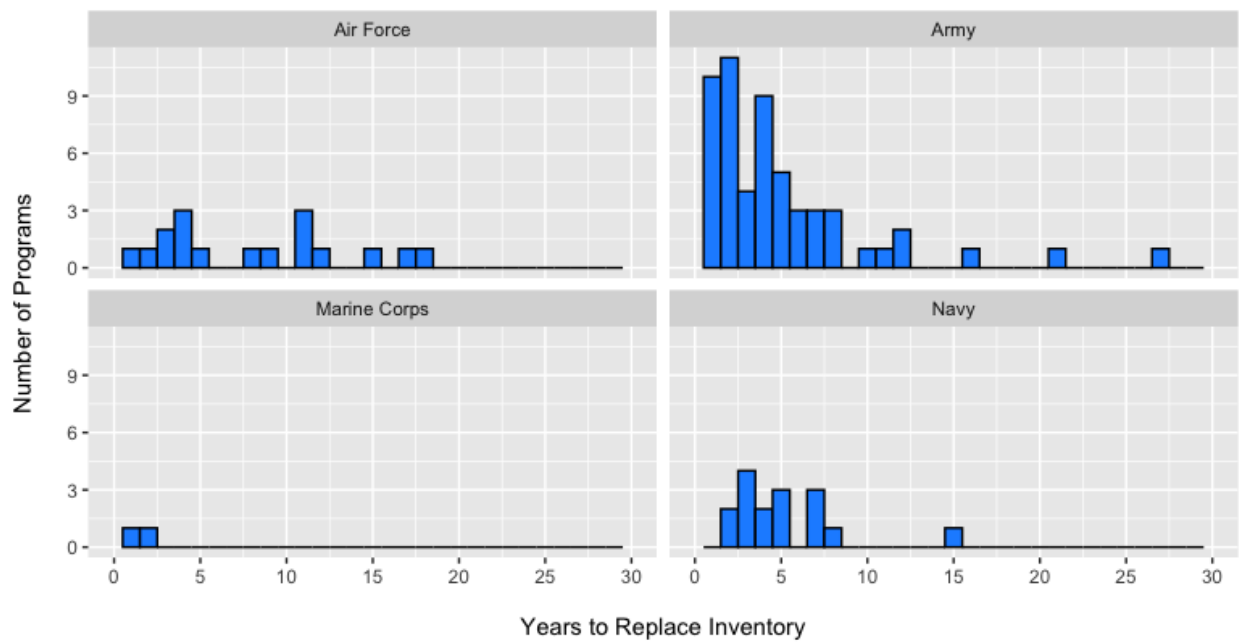 Air Force
Army
9
6
3
0
Marine Corps
Navy
9
6
3
0
0 5 10 15 20 25 30
0 5 10 15 20 25 30
Number of Programs
Years to Replace Inventory